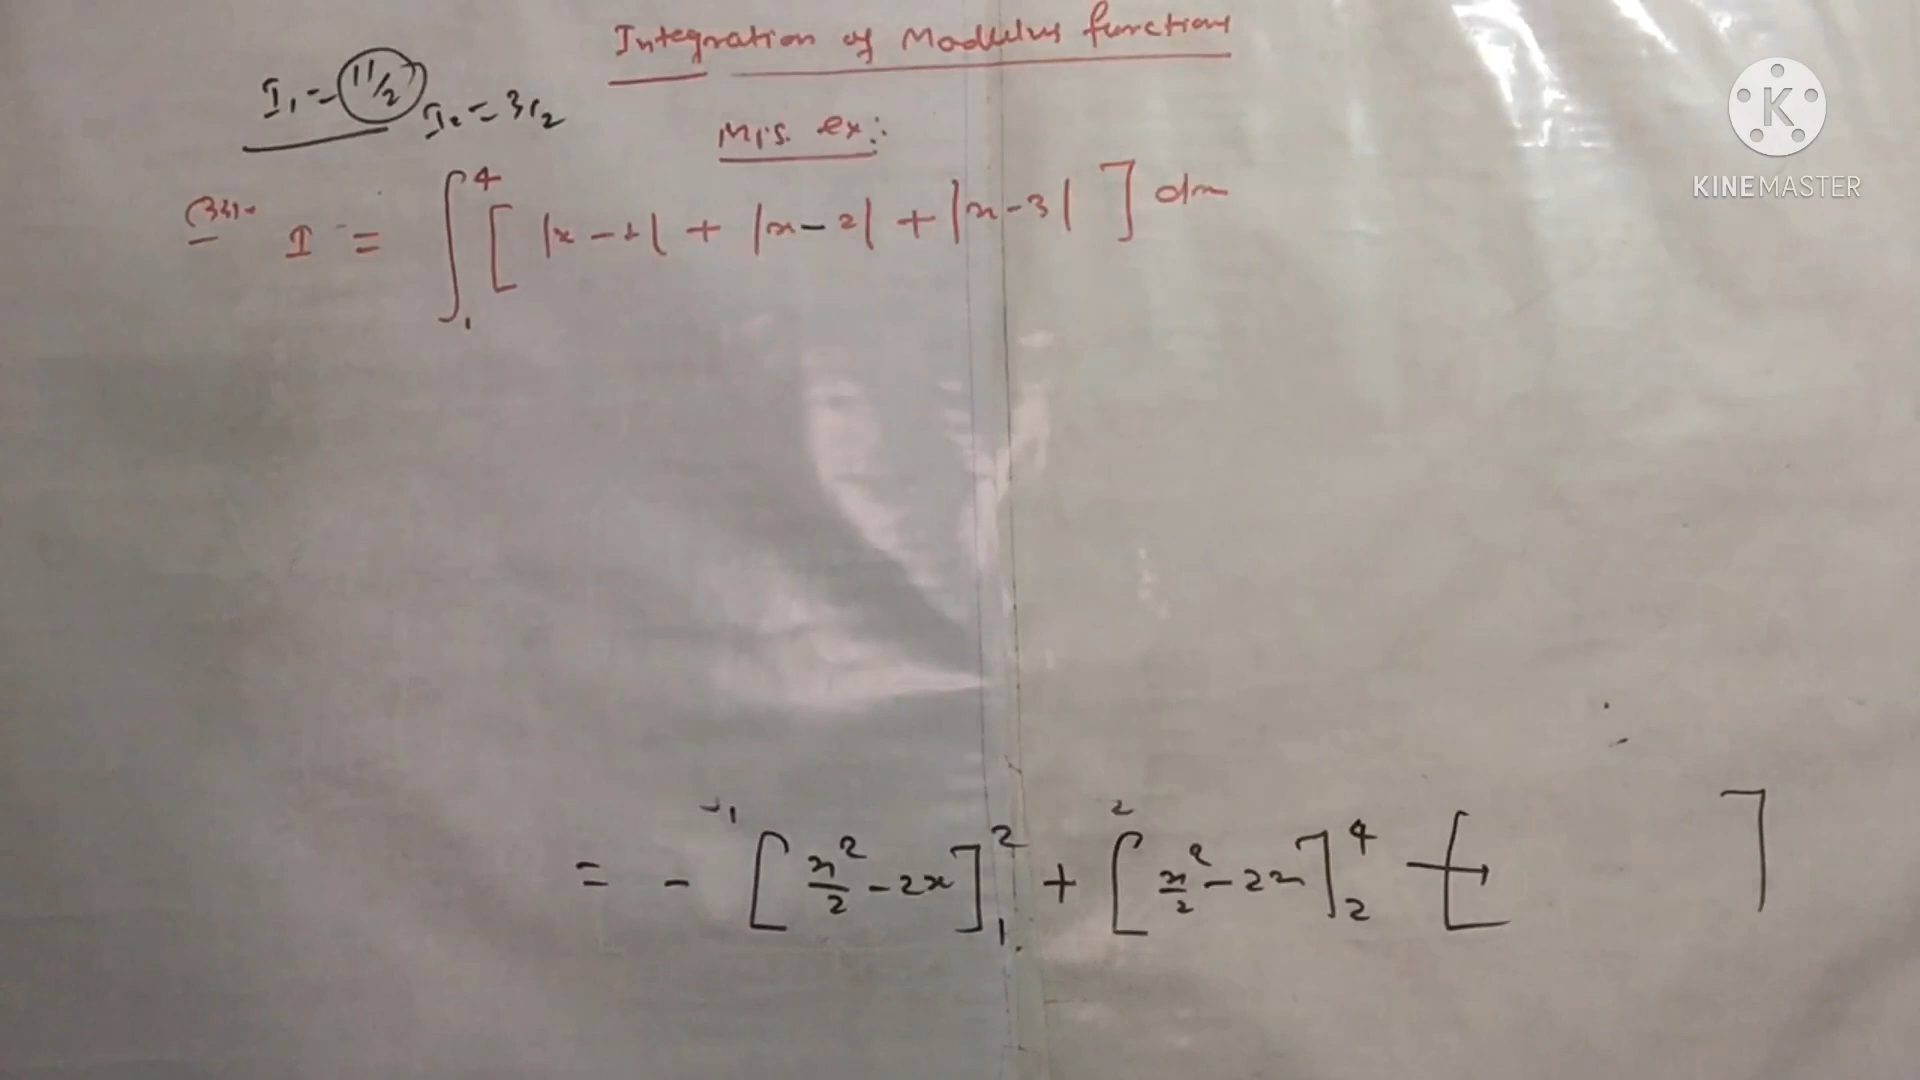 Integration of Modulus functions
I₁ = 11/2 I₂ = 3/2
Mis. ex:
I = ∫₁⁴ [ |x-1| + |x-2| + |x-3| ] dx
KINEMASTER
= - [ x²/2 - 2x ]₁² + [ x²/2 - 2x ]₂⁴ + [ ]